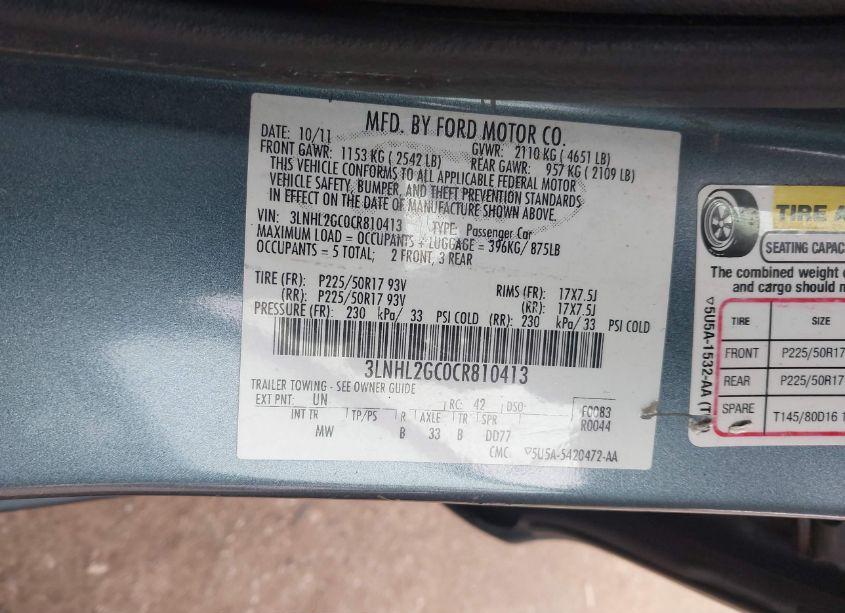 MFD. BY FORD MOTOR CO.
DATE: 10/11 GVWR: 2110 KG ( 4651 LB)
FRONT GAWR: 1153 KG ( 2542 LB) REAR GAWR: 957 KG ( 2109 LB)
THIS VEHICLE CONFORMS TO ALL APPLICABLE FEDERAL MOTOR
VEHICLE SAFETY, BUMPER, AND THEFT PREVENTION STANDARDS
IN EFFECT ON THE DATE OF MANUFACTURE SHOWN ABOVE.
VIN: 3LNHL2GC0CR810413 TYPE: Passenger Car
MAXIMUM LOAD = OCCUPANTS + LUGGAGE = 396KG/ 875LB
OCCUPANTS = 5 TOTAL; 2 FRONT, 3 REAR
TIRE (FR): P225/50R17 93V RIMS (FR): 17X7.5J
(RR): P225/50R17 93V (RR): 17X7.5J
PRESSURE (FR): 230 kPa/ 33 PSI COLD (RR): 230 kPa/ 33 PSI COLD
3LNHL2GC0CR810413
TRAILER TOWING - SEE OWNER GUIDE
EXT PNT: UN RC: 42 DSO: F0083
INT TR TP/PS R AXLE TR SPR R0044
MW B 33 B DD77
CMC ▽5U5A-5420472-AA
TIRE A
SEATING CAPAC
The combined weight
and cargo should
TIRE SIZE
FRONT P225/50R17
REAR P225/50R17
SPARE T145/80D16
▽5U5A-1532-AA